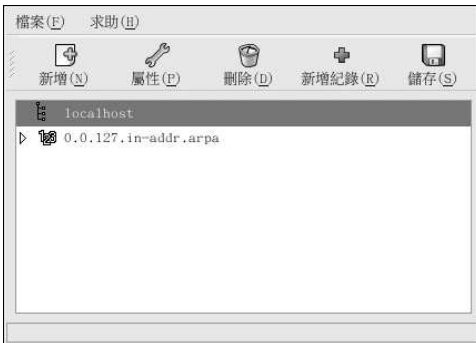 檔案(F) 求助(H)
新增(N) 屬性(P) 刪除(D) 新增紀錄(R) 儲存(S)
localhost
0.0.127.in-addr.arpa